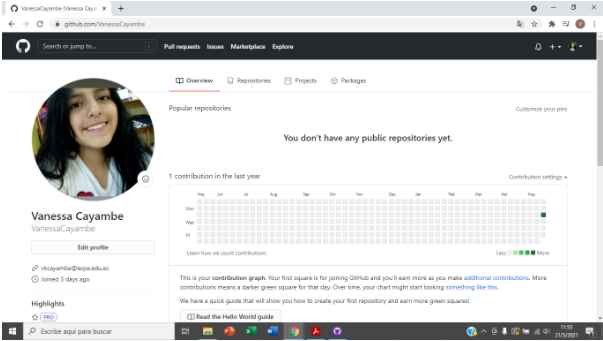 VanessaCayambe (Vanessa Caya
github.com/VanessaCayambe
Search or jump to...
/
Pull requests Issues Marketplace Explore
Overview Repositories Projects Packages
Popular repositories
Customize your pins
You don't have any public repositories yet.
1 contribution in the last year
Contribution settings
May Jun Jul Aug Sep Oct Nov Dec Jan Feb Mar Apr May
Mon
Wed
Fri
Learn how we count contributions
Less More
Vanessa Cayambe
VanessaCayambe
Edit profile
vkcayambe@espe.edu.ec
Joined 3 days ago
Highlights
PRO
This is your contribution graph. Your first square is for joining GitHub and you'll earn more as you make additional contributions. More
contributions means a darker green square for that day. Over time, your chart might start looking something like this.
We have a quick guide that will show you how to create your first repository and earn more green squares!
Read the Hello World guide
Escribe aquí para buscar
11:52
21/5/2021